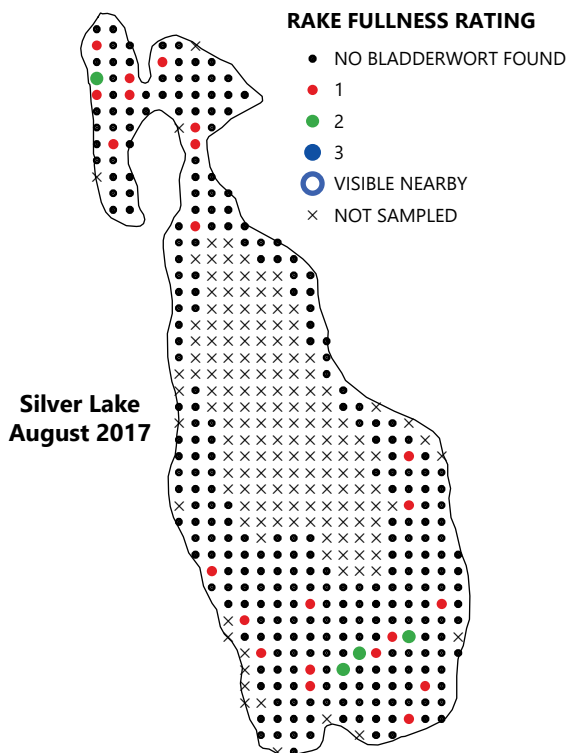 RAKE FULLNESS RATING
NO BLADDERWORT FOUND
1
2
3
VISIBLE NEARBY
NOT SAMPLED
Silver Lake
August 2017